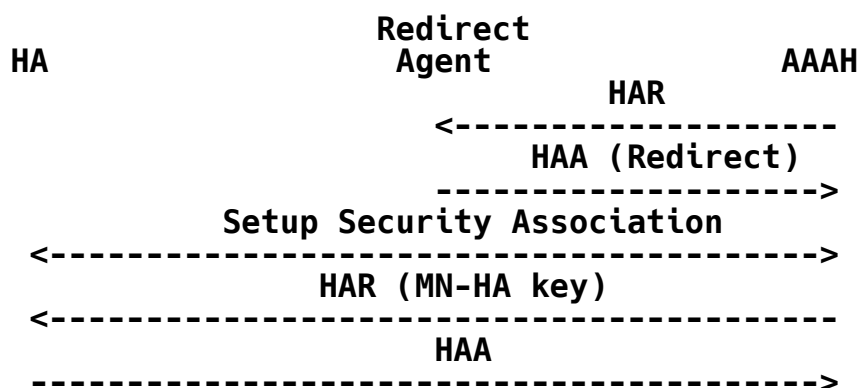 Redirect
HA Agent AAAH
HAR
<---------------------
HAA (Redirect)
-------------------->
Setup Security Association
<---------------------------------------->
HAR (MN-HA key)
<-----------------------------------------
HAA
----------------------------------------->